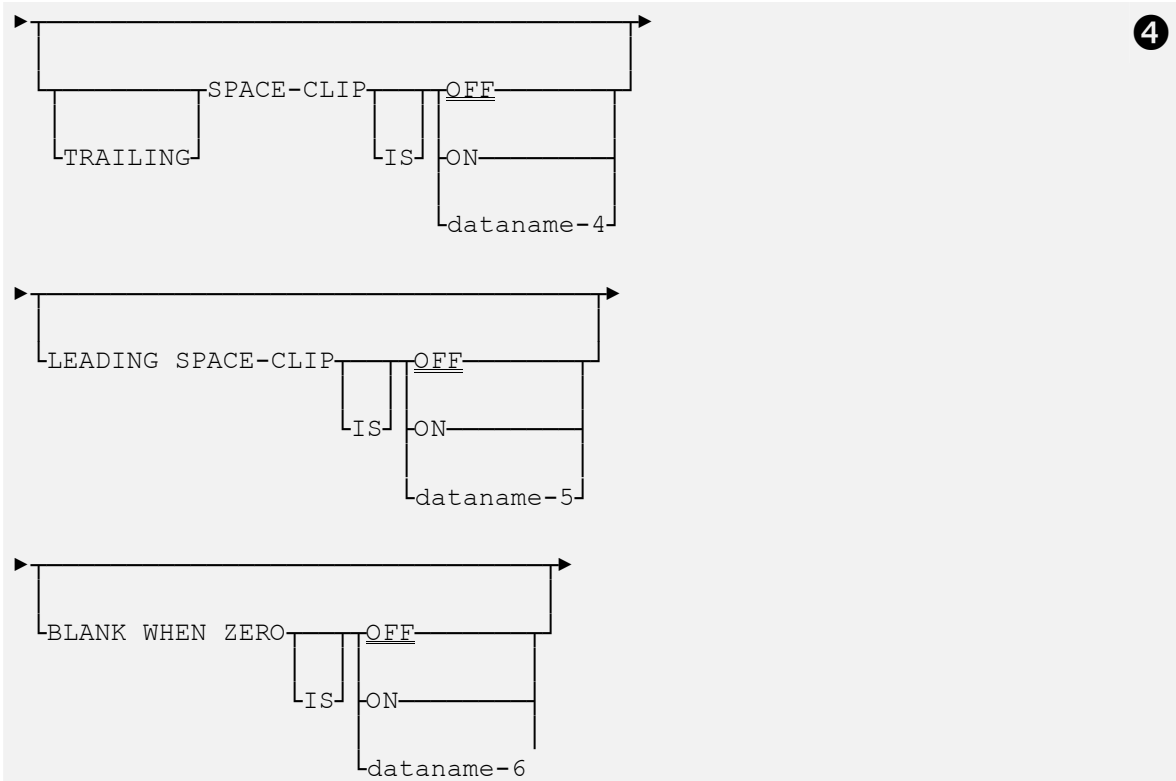 ❹
SPACE-CLIP OFF
TRAILING IS ON
dataname-4
LEADING SPACE-CLIP OFF
IS ON
dataname-5
BLANK WHEN ZERO OFF
IS ON
dataname-6